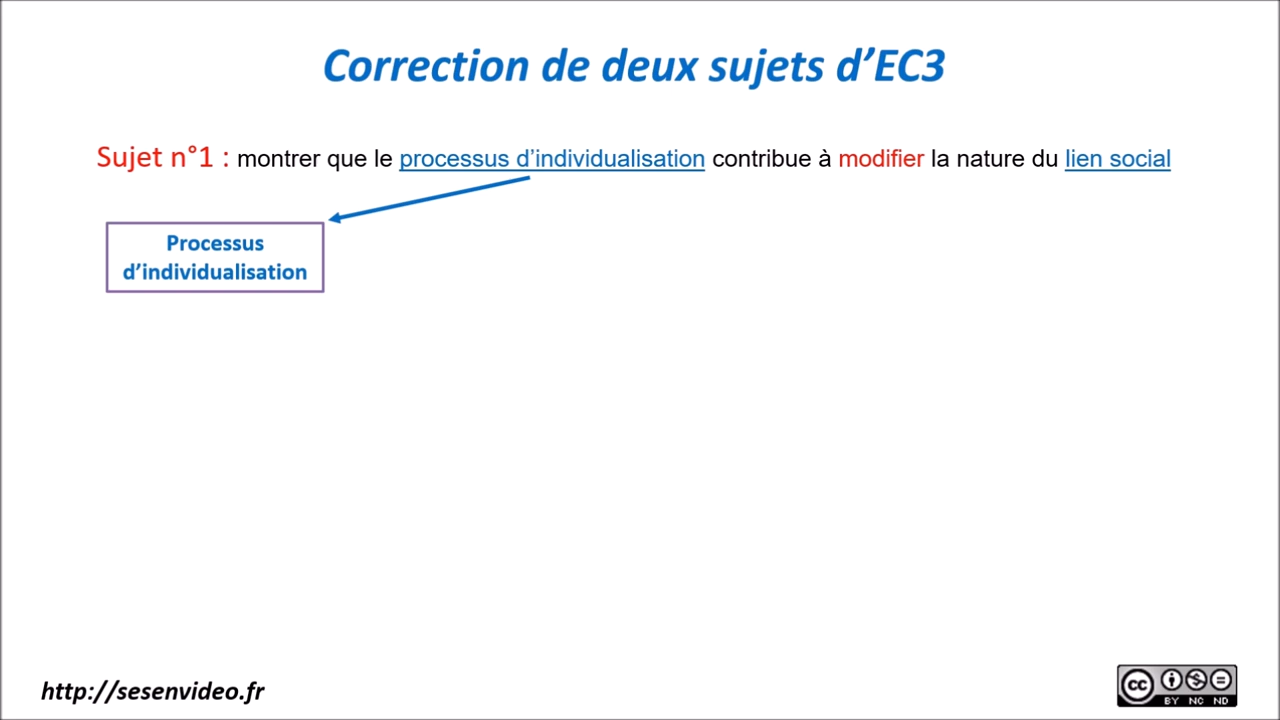 Correction de deux sujets d’EC3
Sujet n°1 : montrer que le processus d’individualisation contribue à modifier la nature du lien social
Processus
d’individualisation
http://sesenvideo.fr
cc
BY NC ND